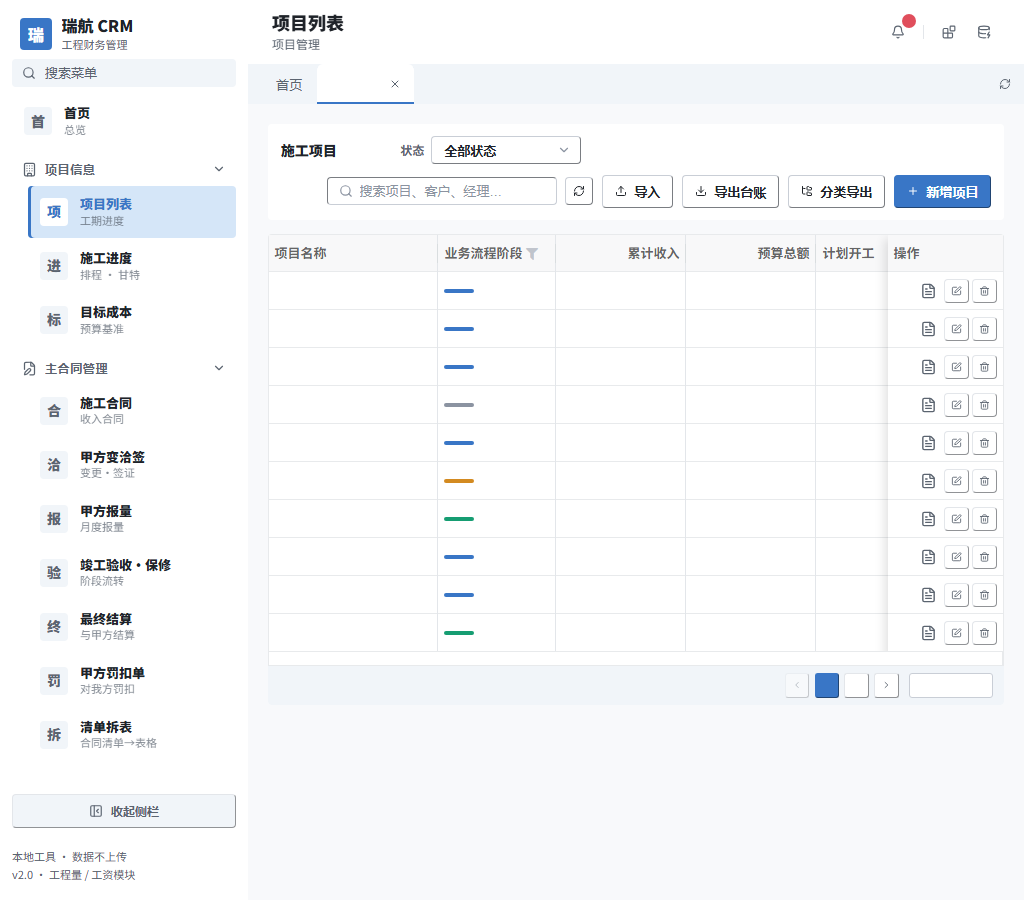 瑞
瑞航 CRM
工程财务管理
搜索菜单
首
首页
总览
项目信息
项
项目列表
工期进度
进
施工进度
排程 · 甘特
标
目标成本
预算基准
主合同管理
合
施工合同
收入合同
洽
甲方变洽签
变更·签证
报
甲方报量
月度报量
验
竣工验收·保修
阶段流转
终
最终结算
与甲方结算
罚
甲方罚扣单
对我方罚扣
拆
清单拆表
合同清单→表格
收起侧栏
本地工具 · 数据不上传
v2.0 · 工程量 / 工资模块
项目列表
项目管理
首页
施工项目
状态
全部状态
搜索项目、客户、经理...
导入
导出台账
分类导出
新增项目
项目名称
业务流程阶段
累计收入
预算总额
计划开工
操作